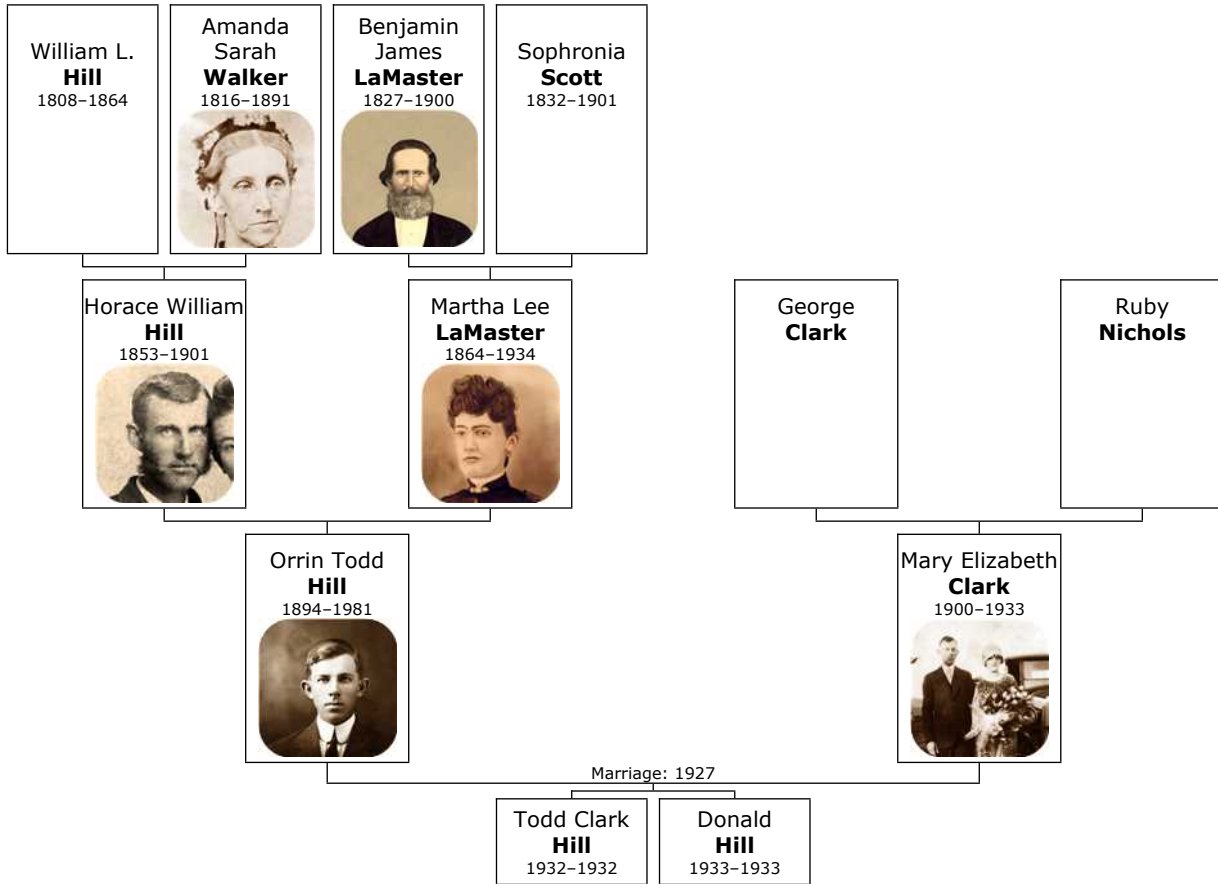 William L.
Hill
1808–1864
Amanda
Sarah
Walker
1816–1891
Benjamin
James
LaMaster
1827–1900
Sophronia
Scott
1832–1901
Horace William
Hill
1853–1901
Martha Lee
LaMaster
1864–1934
George
Clark
Ruby
Nichols
Orrin Todd
Hill
1894–1981
Mary Elizabeth
Clark
1900–1933
Marriage: 1927
Todd Clark
Hill
1932–1932
Donald
Hill
1933–1933